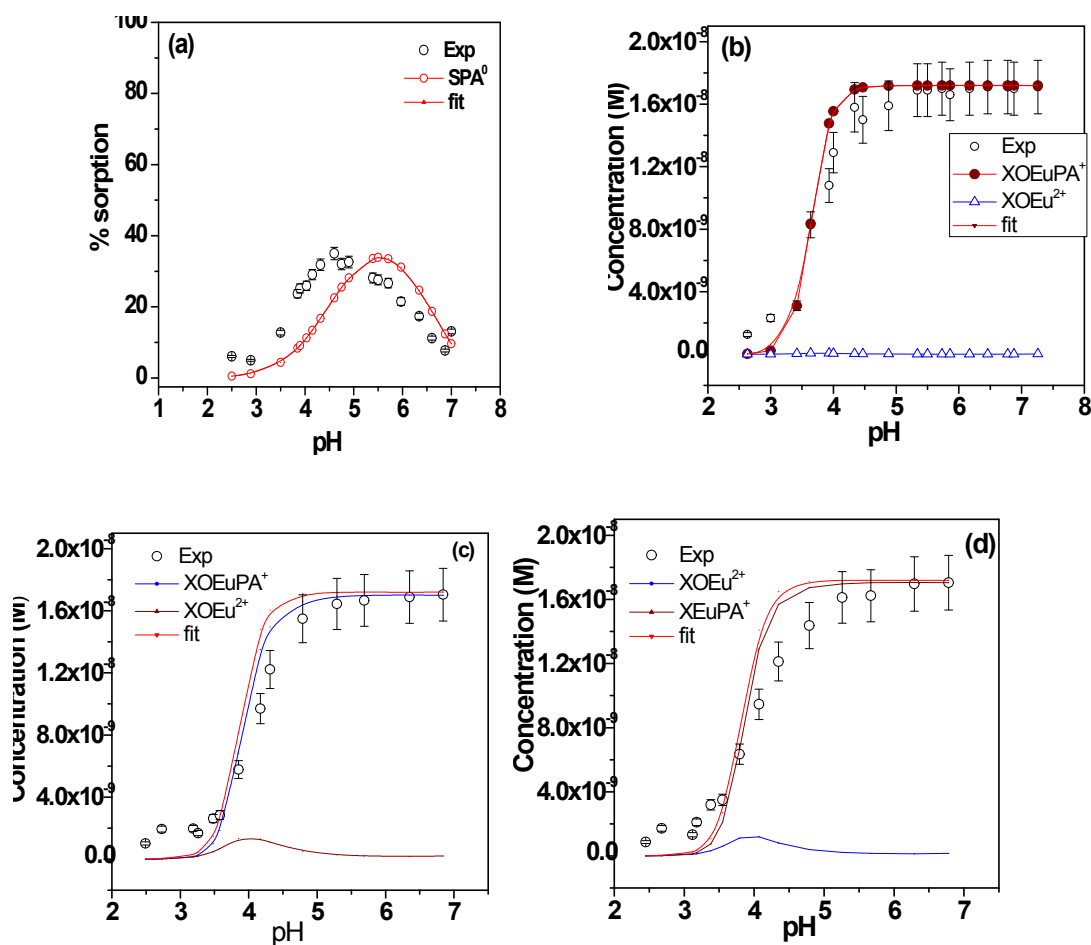 (a)
100
80
60
40
20
0
% sorption
Exp
SPA⁰
fit
1 2 3 4 5 6 7 8
pH
(b)
2.0x10⁻⁸
1.6x10⁻⁸
1.2x10⁻⁸
8.0x10⁻⁹
4.0x10⁻⁹
0.0
Concentration (M)
Exp
XOEuPA⁺
XOEu²⁺
fit
2 3 4 5 6 7 8
pH
(c)
2.0x10⁻⁸
1.6x10⁻⁸
1.2x10⁻⁸
8.0x10⁻⁹
4.0x10⁻⁹
0.0
Concentration (M)
Exp
XOEuPA⁺
XOEu²⁺
fit
2 3 4 5 6 7
pH
(d)
2.0x10⁻⁸
1.6x10⁻⁸
1.2x10⁻⁸
8.0x10⁻⁹
4.0x10⁻⁹
0.0
Concentration (M)
Exp
XOEu²⁺
XEuPA⁺
fit
2 3 4 5 6 7
pH